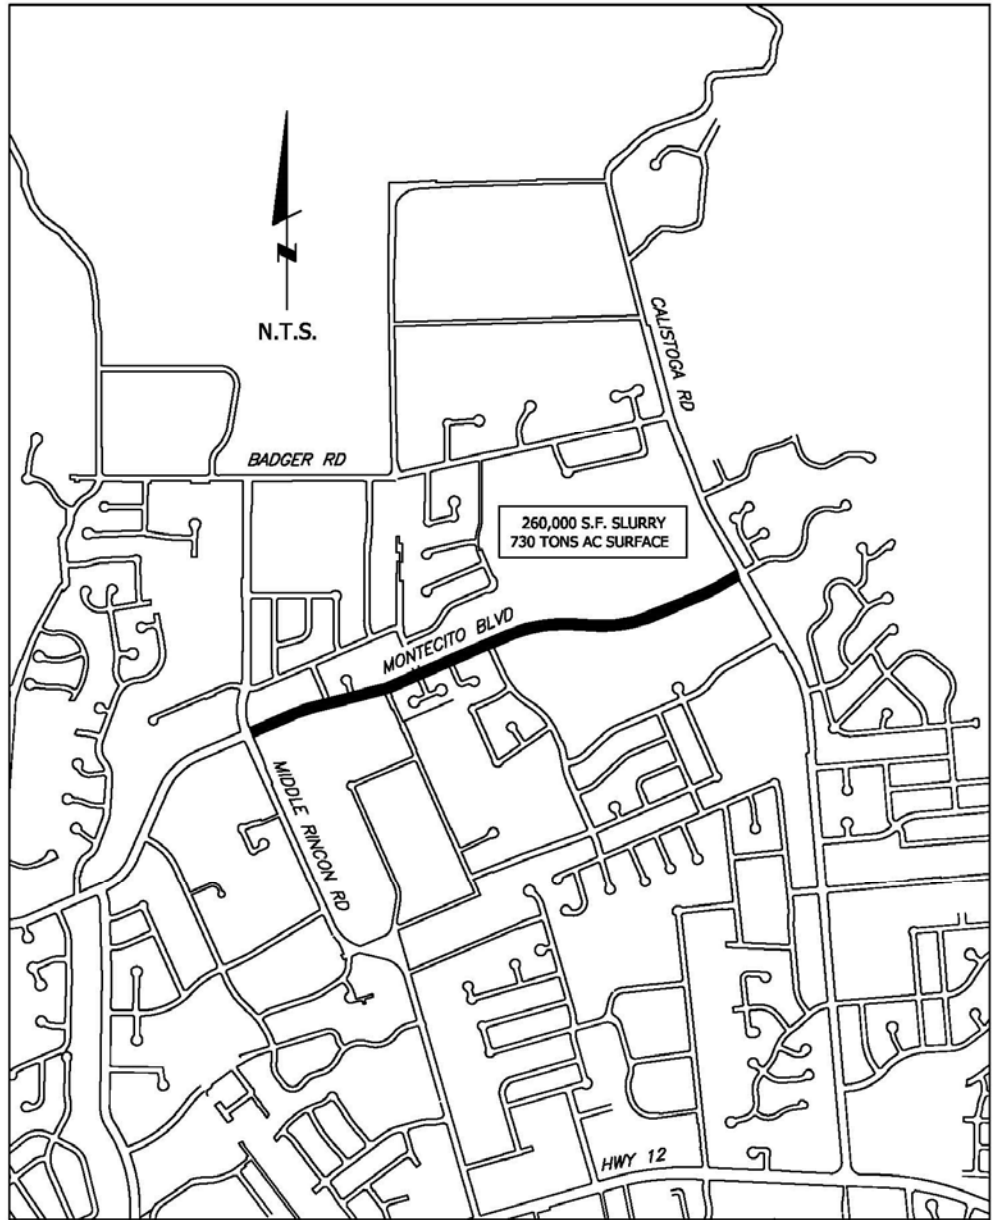 N
N.T.S.
CALISTOGA RD
BADGER RD
260,000 S.F. SLURRY
730 TONS AC SURFACE
MONTECITO BLVD
MIDDLE RINCON RD
HWY 12